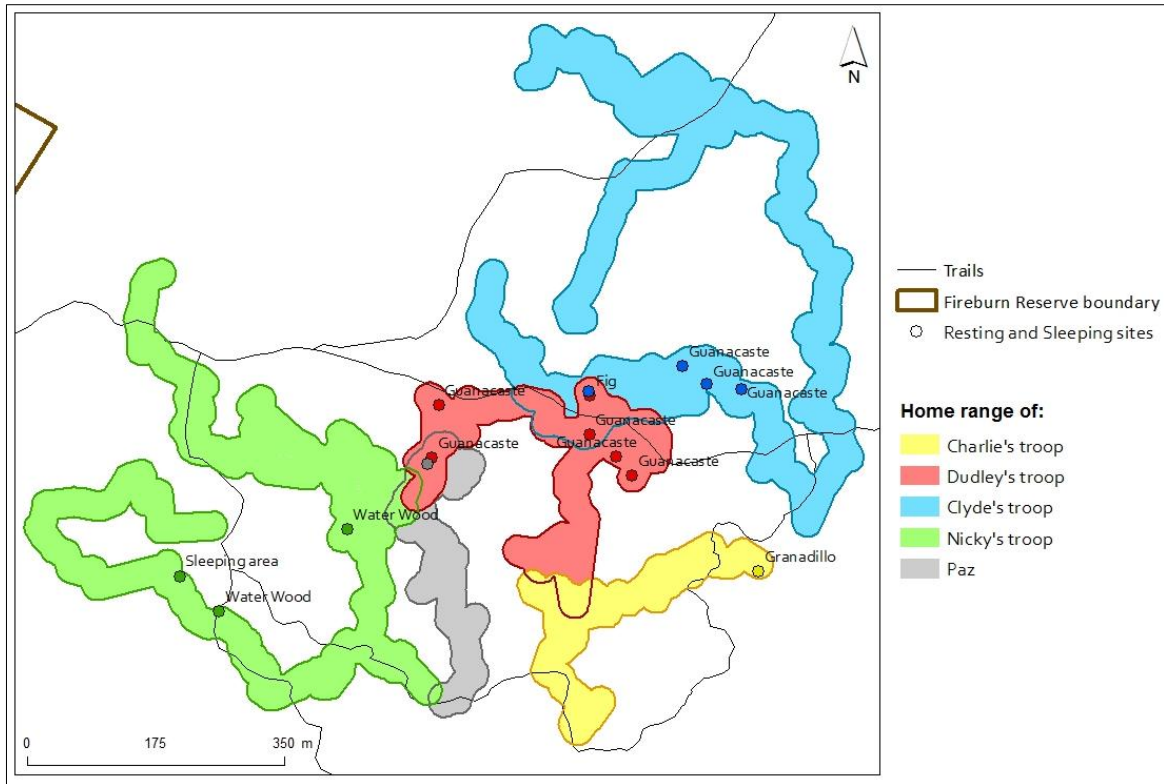 N
Guanacaste
Guanacaste
Guanacaste
Fig
Guanacaste
Guanacaste
Guanacaste
Guanacaste
Guanacaste
Water Wood
Sleeping area
Granadillo
Water Wood
0 175 350 m
Trails
Fireburn Reserve boundary
Resting and Sleeping sites
Home range of:
Charlie's troop
Dudley's troop
Clyde's troop
Nicky's troop
Paz